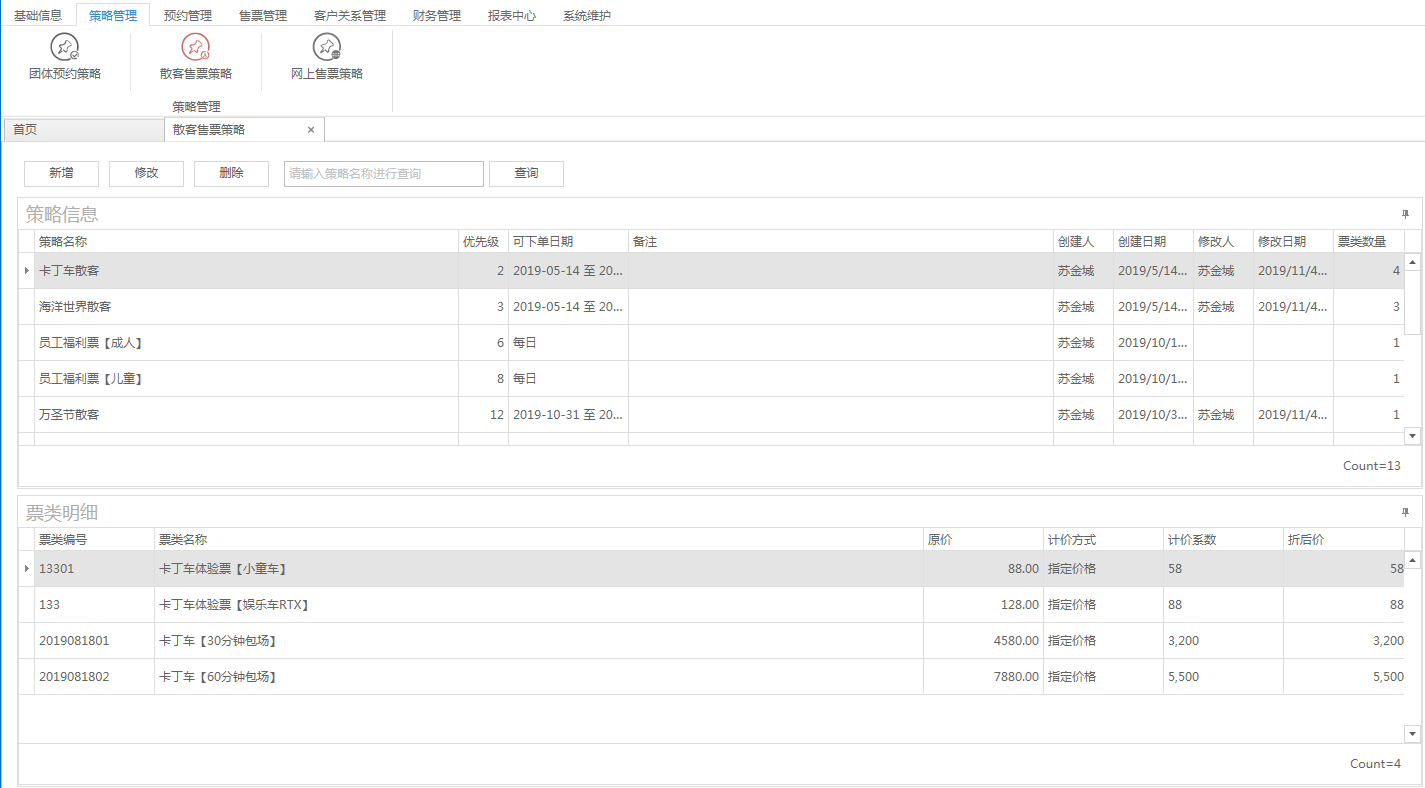 基础信息 策略管理 预约管理 售票管理 客户关系管理 财务管理 报表中心 系统维护
团体预约策略 散客售票策略 网上售票策略
策略管理
首页 散客售票策略 ×
新增 修改 删除 请输入策略名称进行查询 查询
策略信息
策略名称 优先级 可下单日期 备注 创建人 创建日期 修改人 修改日期 票类数量
卡丁车散客 2 2019-05-14 至 20... 苏金城 2019/5/14... 苏金城 2019/11/4... 4
海洋世界散客 3 2019-05-14 至 20... 苏金城 2019/5/14... 苏金城 2019/11/4... 3
员工福利票【成人】 6 每日 苏金城 2019/10/1... 1
员工福利票【儿童】 8 每日 苏金城 2019/10/1... 1
万圣节散客 12 2019-10-31 至 20... 苏金城 2019/10/3... 苏金城 2019/11/4... 1
Count=13
票类明细
票类编号 票类名称 原价 计价方式 计价系数 折后价
13301 卡丁车体验票【小童车】 88.00 指定价格 58 58
133 卡丁车体验票【娱乐车RTX】 128.00 指定价格 88 88
2019081801 卡丁车【30分钟包场】 4580.00 指定价格 3,200 3,200
2019081802 卡丁车【60分钟包场】 7880.00 指定价格 5,500 5,500
Count=4